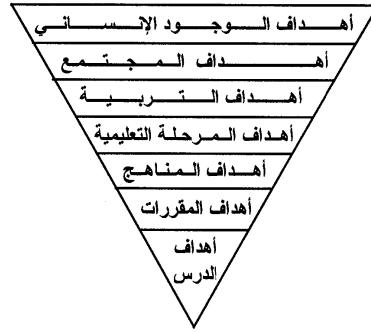 أهداف الوجود الإنساني
أهداف المجتمع
أهداف التربية
أهداف المرحلة التعليمية
أهداف المناهج
أهداف المقررات
أهداف
الدرس